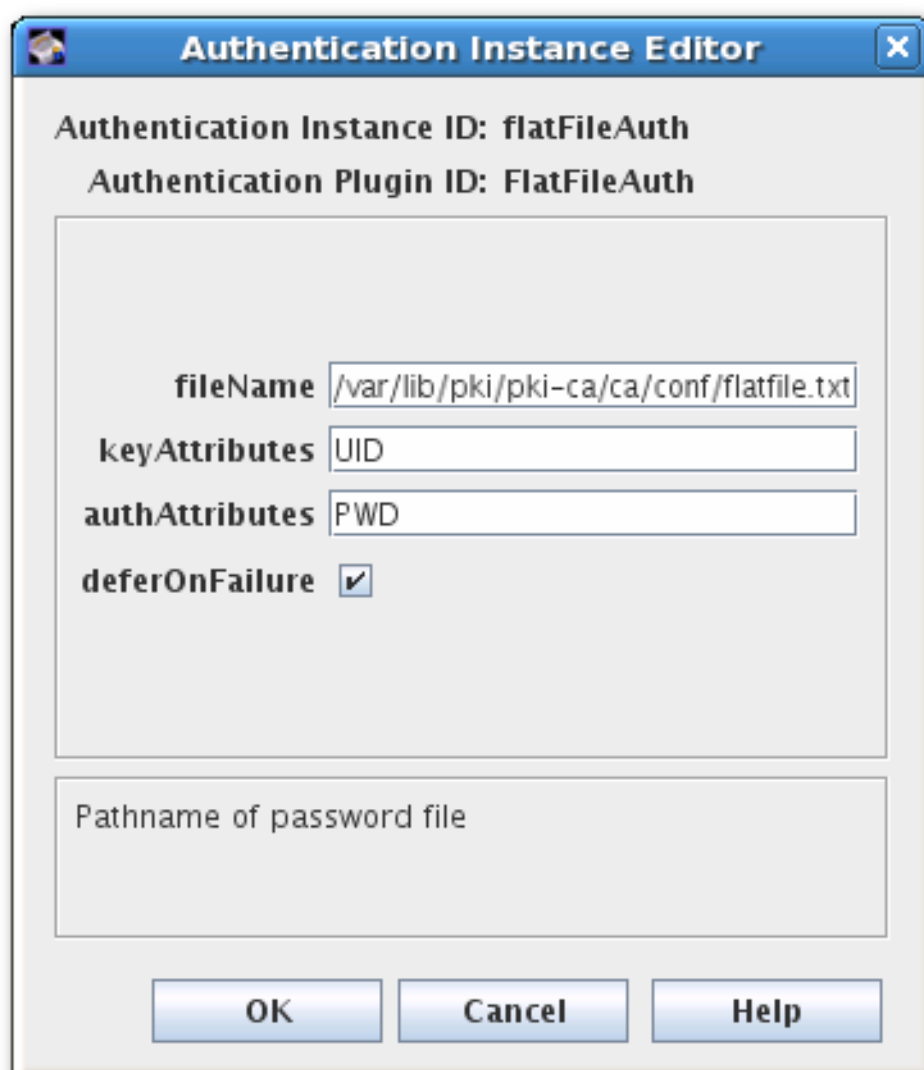 Authentication Instance Editor
Authentication Instance ID: flatFileAuth
Authentication Plugin ID: FlatFileAuth
fileName /var/lib/pki/pki-ca/ca/conf/flatfile.txt
keyAttributes UID
authAttributes PWD
deferOnFailure
Pathname of password file
OK Cancel Help